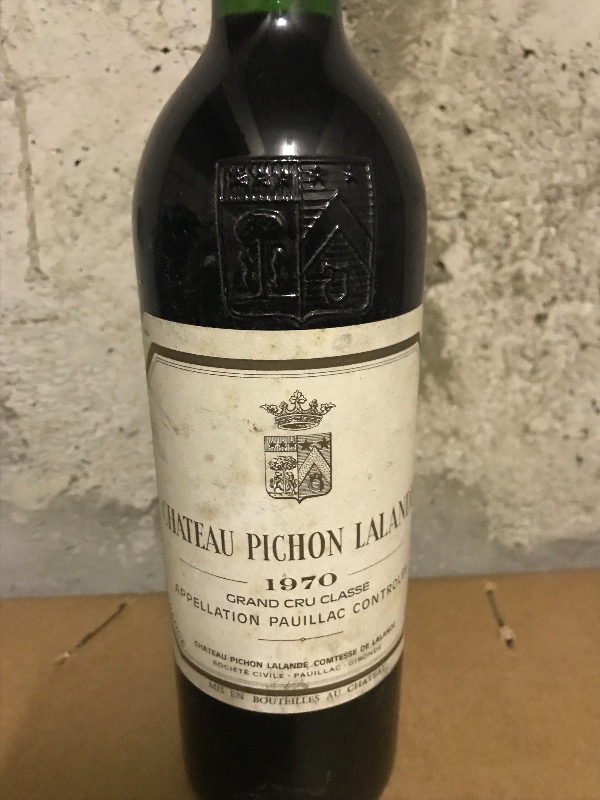 CHATEAU PICHON LALANDE
1970
GRAND CRU CLASSE
APPELLATION PAUILLAC CONTROLEE
CHATEAU PICHON LALANDE COMTESSE DE LALANDE
SOCIÉTÉ CIVILE - PAUILLAC - GIRONDE
MIS EN BOUTEILLES AU CHATEAU